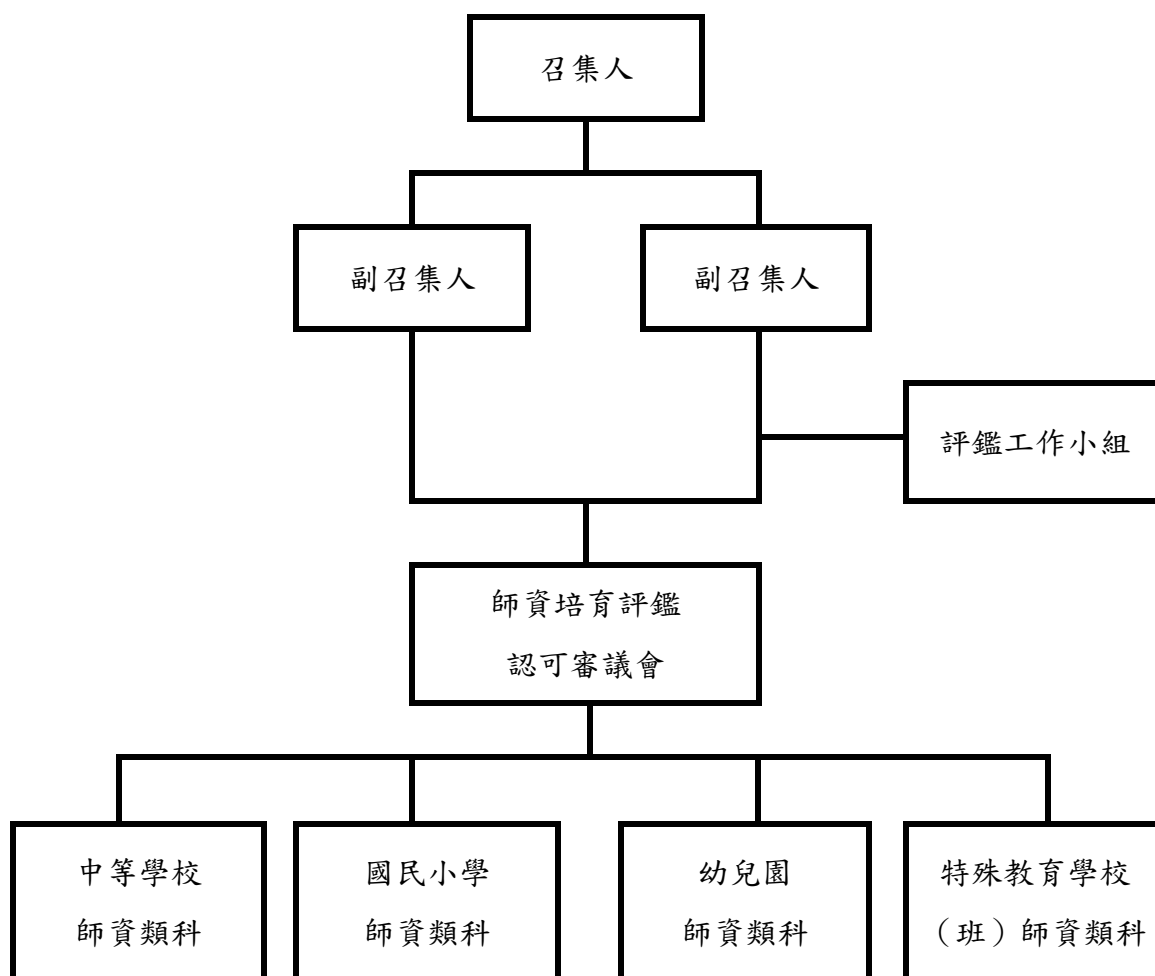 召集人
副召集人
副召集人
評鑑工作小組
師資培育評鑑
認可審議會
中等學校
師資類科
國民小學
師資類科
幼兒園
師資類科
特殊教育學校
（班）師資類科